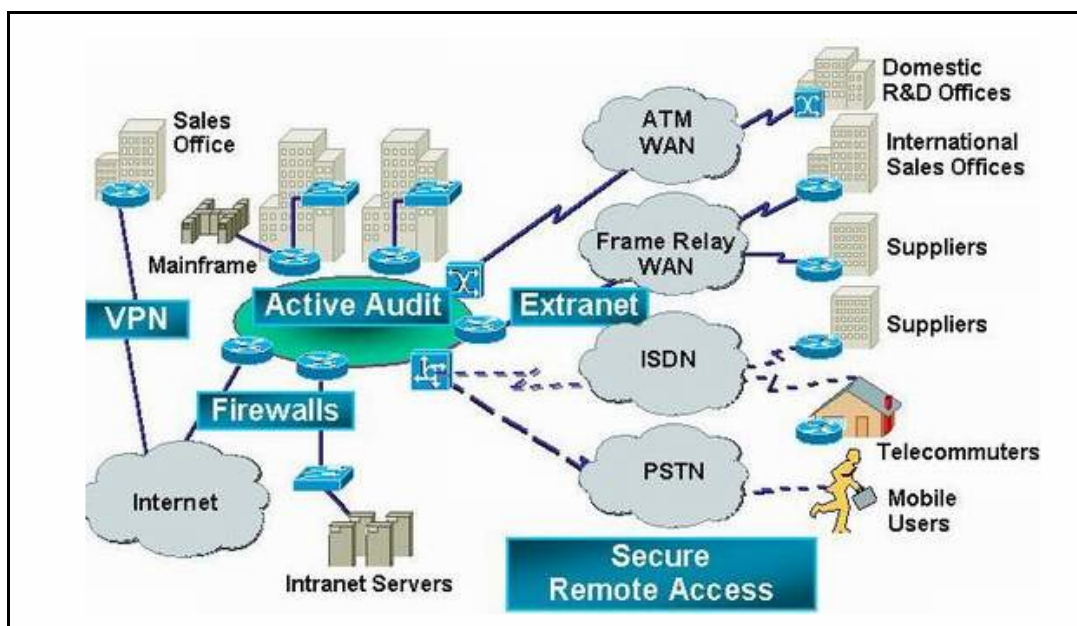 Sales
Office
Mainframe
VPN
Active Audit
Firewalls
Internet
Intranet Servers
Extranet
ATM
WAN
Frame Relay
WAN
ISDN
PSTN
Domestic
R&D Offices
International
Sales Offices
Suppliers
Suppliers
Telecommuters
Mobile
Users
Secure
Remote Access